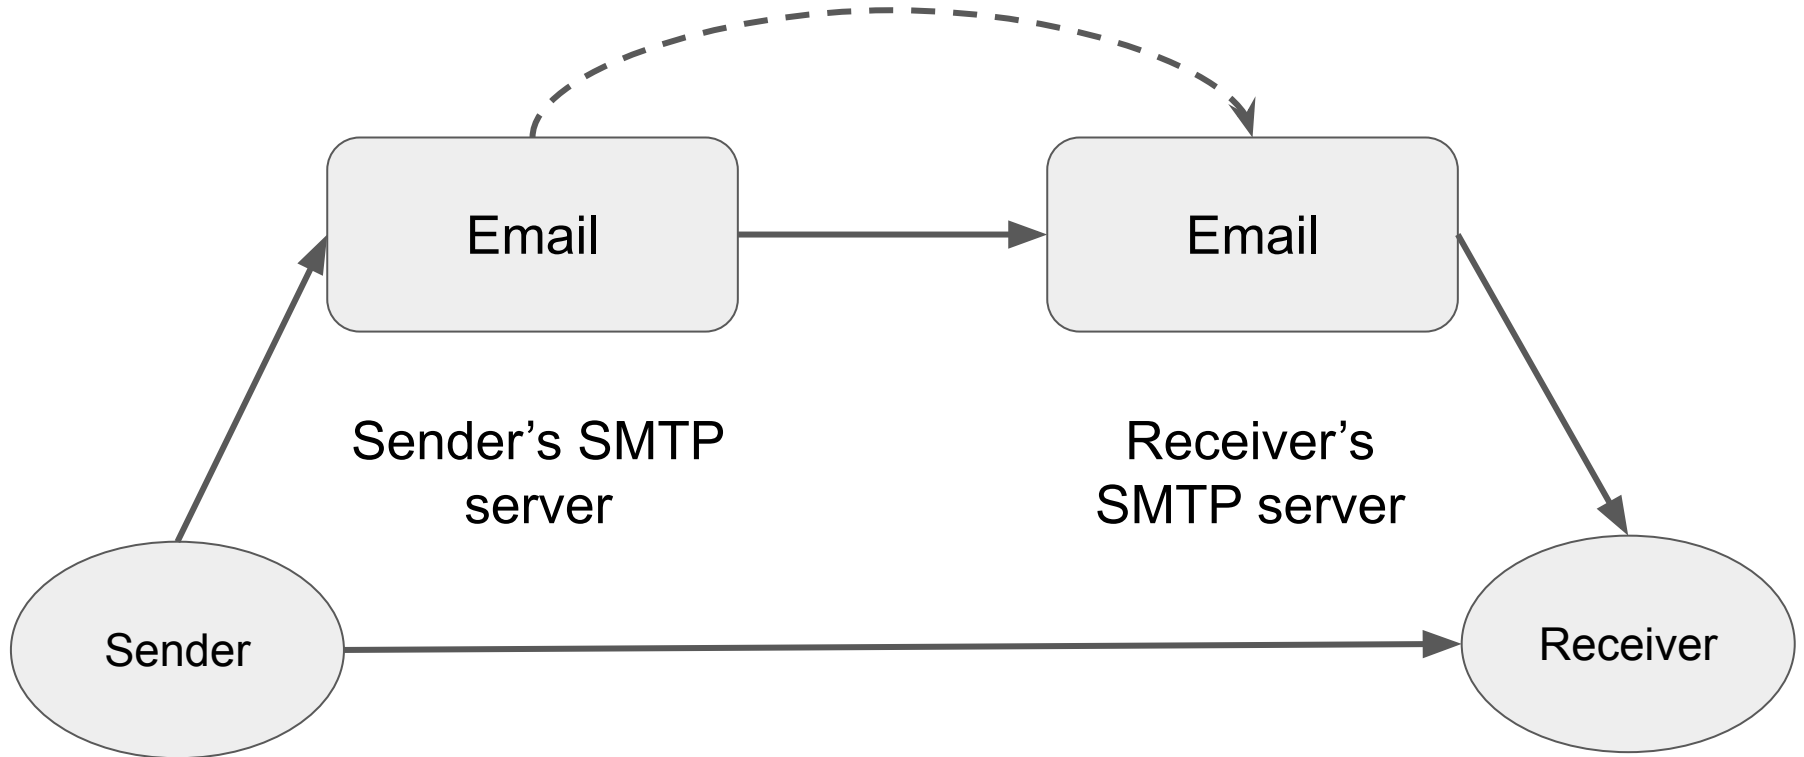 Email
Email
Sender’s SMTP
server
Receiver’s
SMTP server
Sender
Receiver